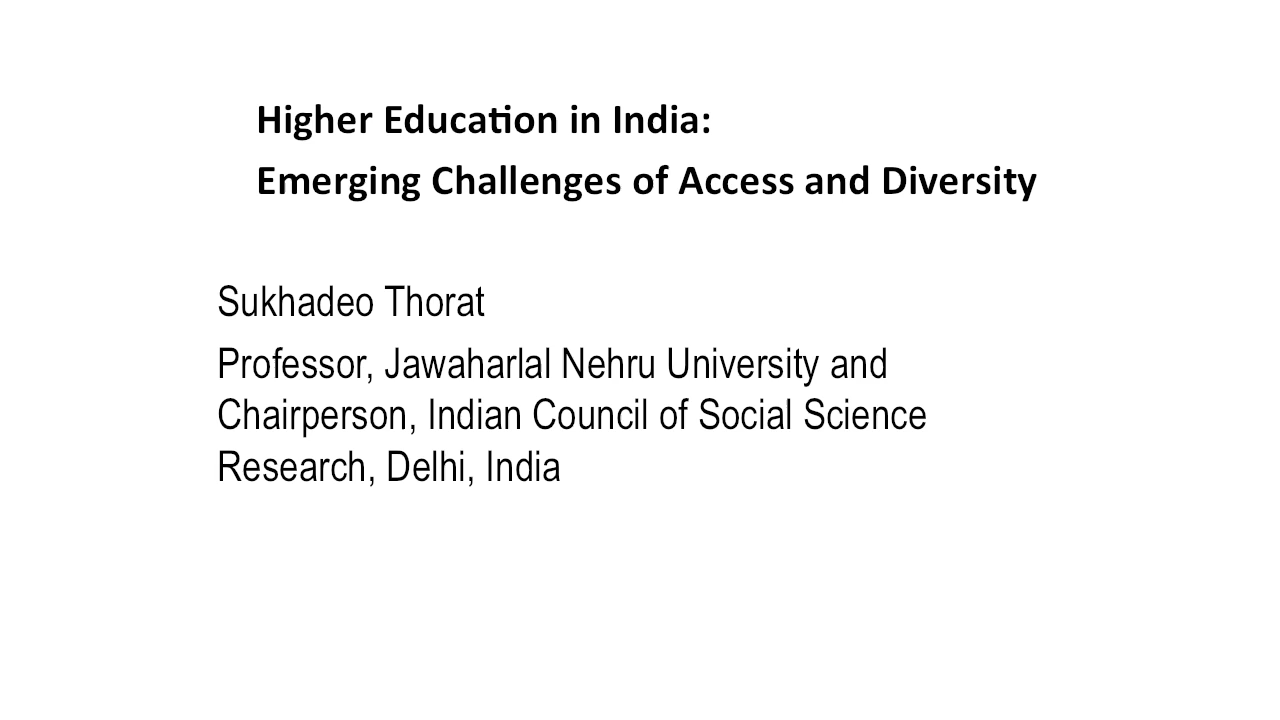 Higher Education in India:
Emerging Challenges of Access and Diversity
Sukhadeo Thorat
Professor, Jawaharlal Nehru University and
Chairperson, Indian Council of Social Science
Research, Delhi, India